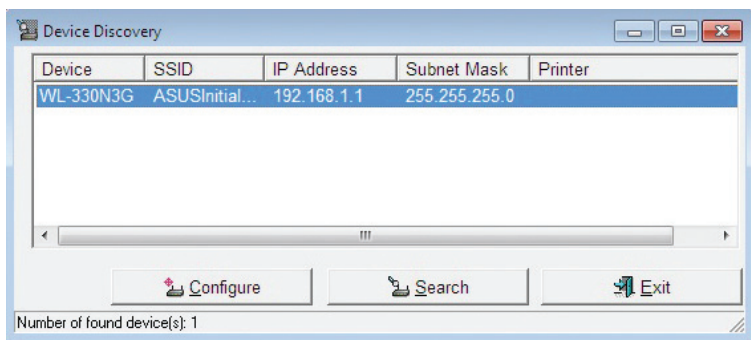 Device Discovery
Device SSID IP Address Subnet Mask Printer
WL-330N3G ASUSInitial... 192.168.1.1 255.255.255.0
Configure Search Exit
Number of found device(s): 1